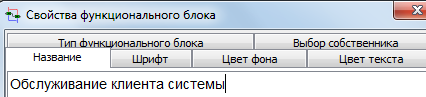 Свойства функционального блока
Тип функционального блока Выбор собственника
Название Шрифт Цвет фона Цвет текста
Обслуживание клиента системы